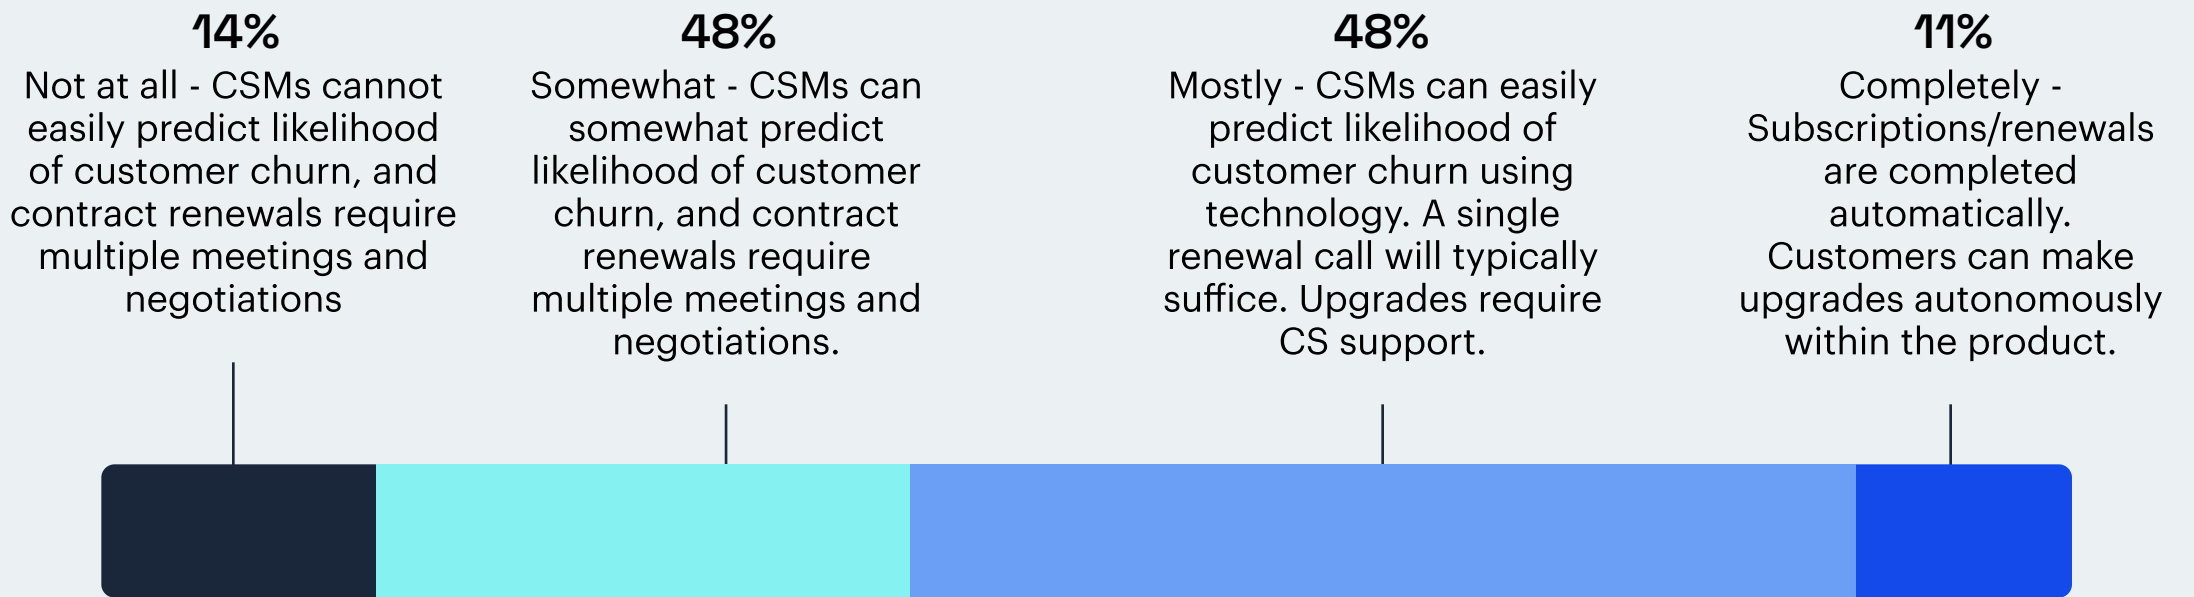 14%
Not at all - CSMs cannot
easily predict likelihood
of customer churn, and
contract renewals require
multiple meetings and
negotiations
48%
Somewhat - CSMs can
somewhat predict
likelihood of customer
churn, and contract
renewals require
multiple meetings and
negotiations.
48%
Mostly - CSMs can easily
predict likelihood of
customer churn using
technology. A single
renewal call will typically
suffice. Upgrades require
CS support.
11%
Completely -
Subscriptions/renewals
are completed
automatically.
Customers can make
upgrades autonomously
within the product.